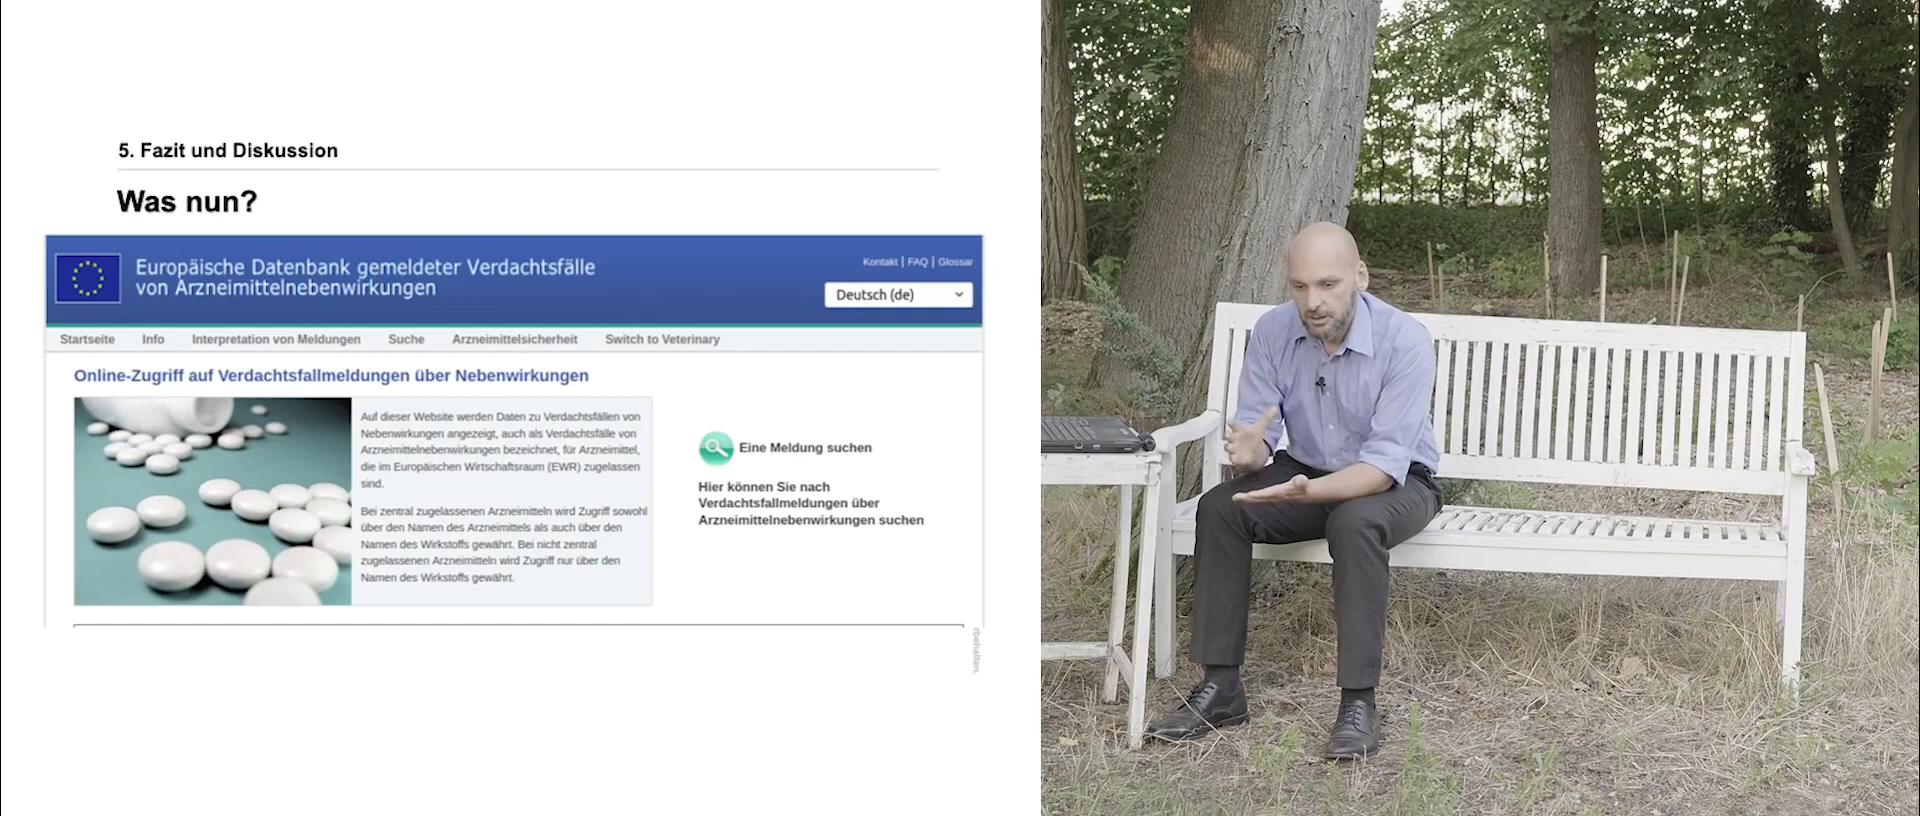 5. Fazit und Diskussion
Was nun?
Europäische Datenbank gemeldeter Verdachtsfälle
von Arzneimittelnebenwirkungen
Kontakt | FAQ | Glossar
Deutsch (de)
Startseite Info Interpretation von Meldungen Suche Arzneimittelsicherheit Switch to Veterinary
Online-Zugriff auf Verdachtsfallmeldungen über Nebenwirkungen
Auf dieser Website werden Daten zu Verdachtsfällen von
Nebenwirkungen angezeigt, auch als Verdachtsfälle von
Arzneimittelnebenwirkungen bezeichnet, für Arzneimittel,
die im Europäischen Wirtschaftsraum (EWR) zugelassen
sind.
Bei zentral zugelassenen Arzneimitteln wird Zugriff sowohl
über den Namen des Arzneimittels als auch über den
Namen des Wirkstoffs gewährt. Bei nicht zentral
zugelassenen Arzneimitteln wird Zugriff nur über den
Namen des Wirkstoffs gewährt.
Eine Meldung suchen
Hier können Sie nach
Verdachtsfallmeldungen über
Arzneimittelnebenwirkungen suchen
rbehalten.